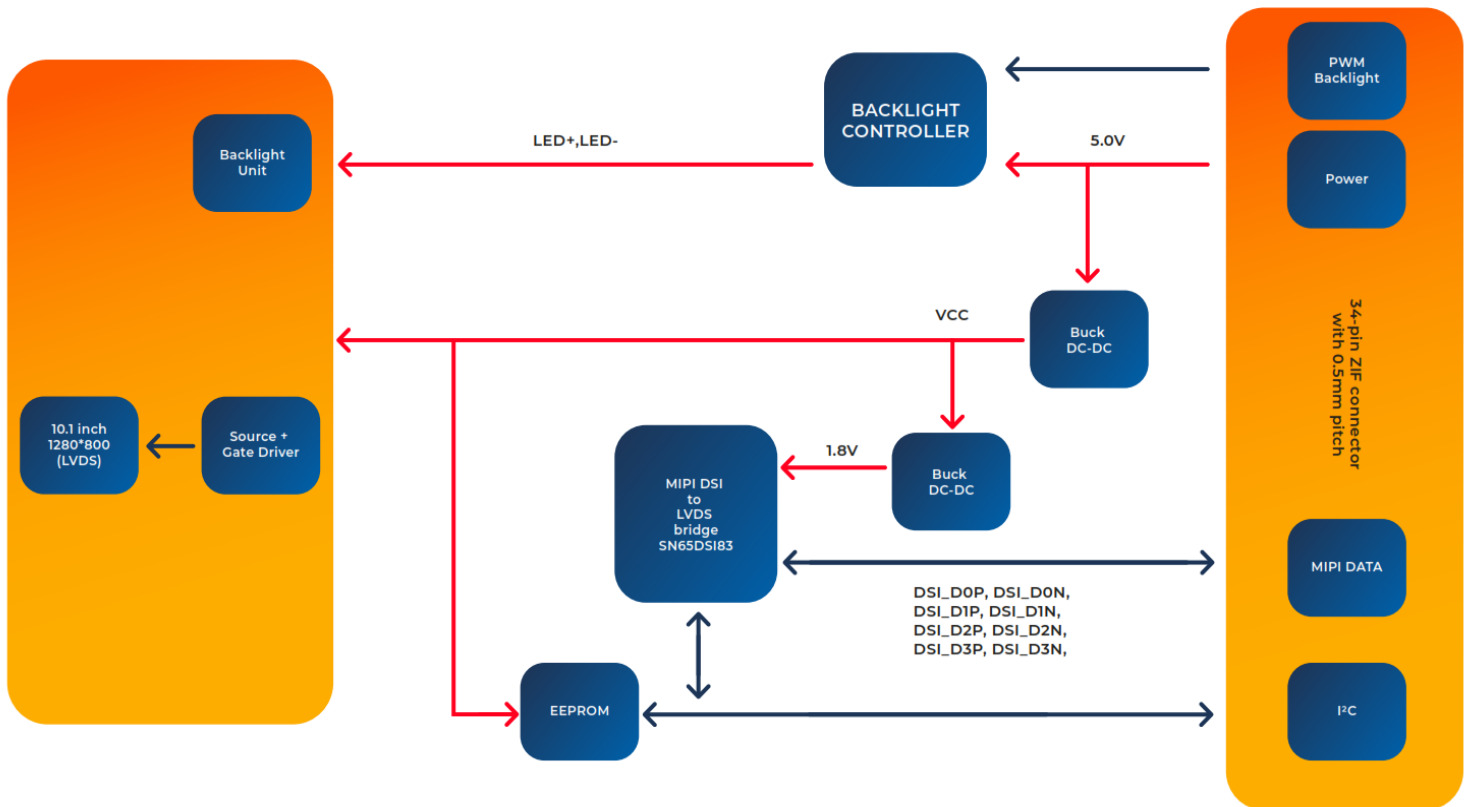 PWM
Backlight
BACKLIGHT
CONTROLLER
LED+,LED-
5.0V
Backlight
Unit
Power
VCC
Buck
DC-DC
34-pin ZIF connector
with 0.5mm pitch
10.1 inch
1280*800
(LVDS)
Source +
Gate Driver
1.8V
Buck
DC-DC
MIPI DSI
to
LVDS
bridge
SN65DSI83
MIPI DATA
DSI_D0P, DSI_D0N,
DSI_D1P, DSI_D1N,
DSI_D2P, DSI_D2N,
DSI_D3P, DSI_D3N,
EEPROM
I²C